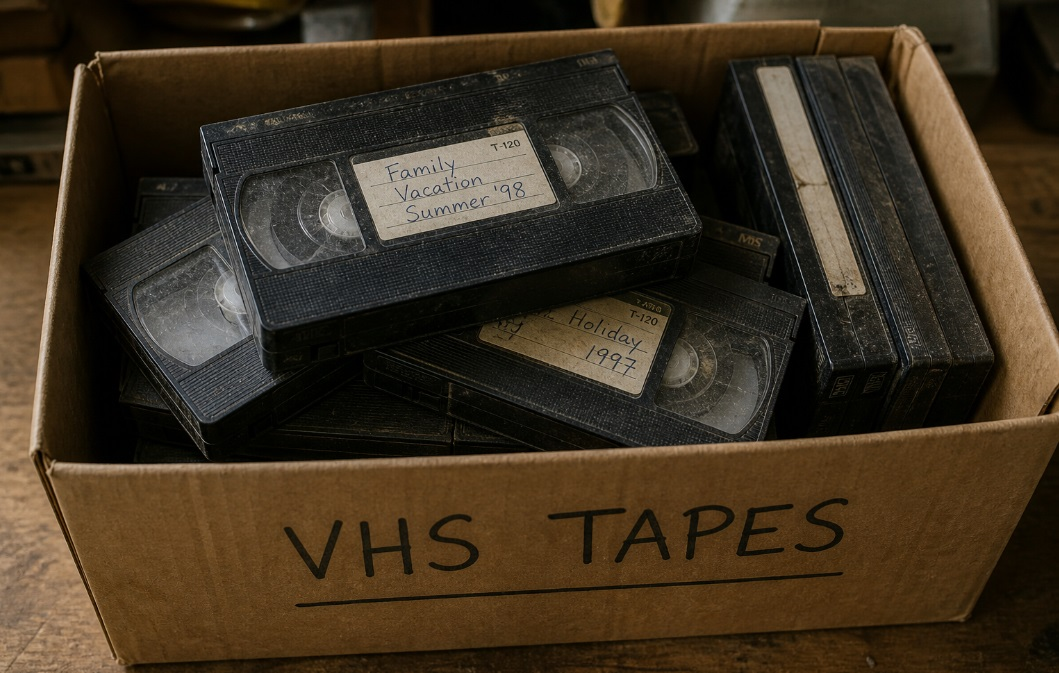 T-120
Family
Vacation
Summer '98
T-120
Holiday
1997
VHS TAPES